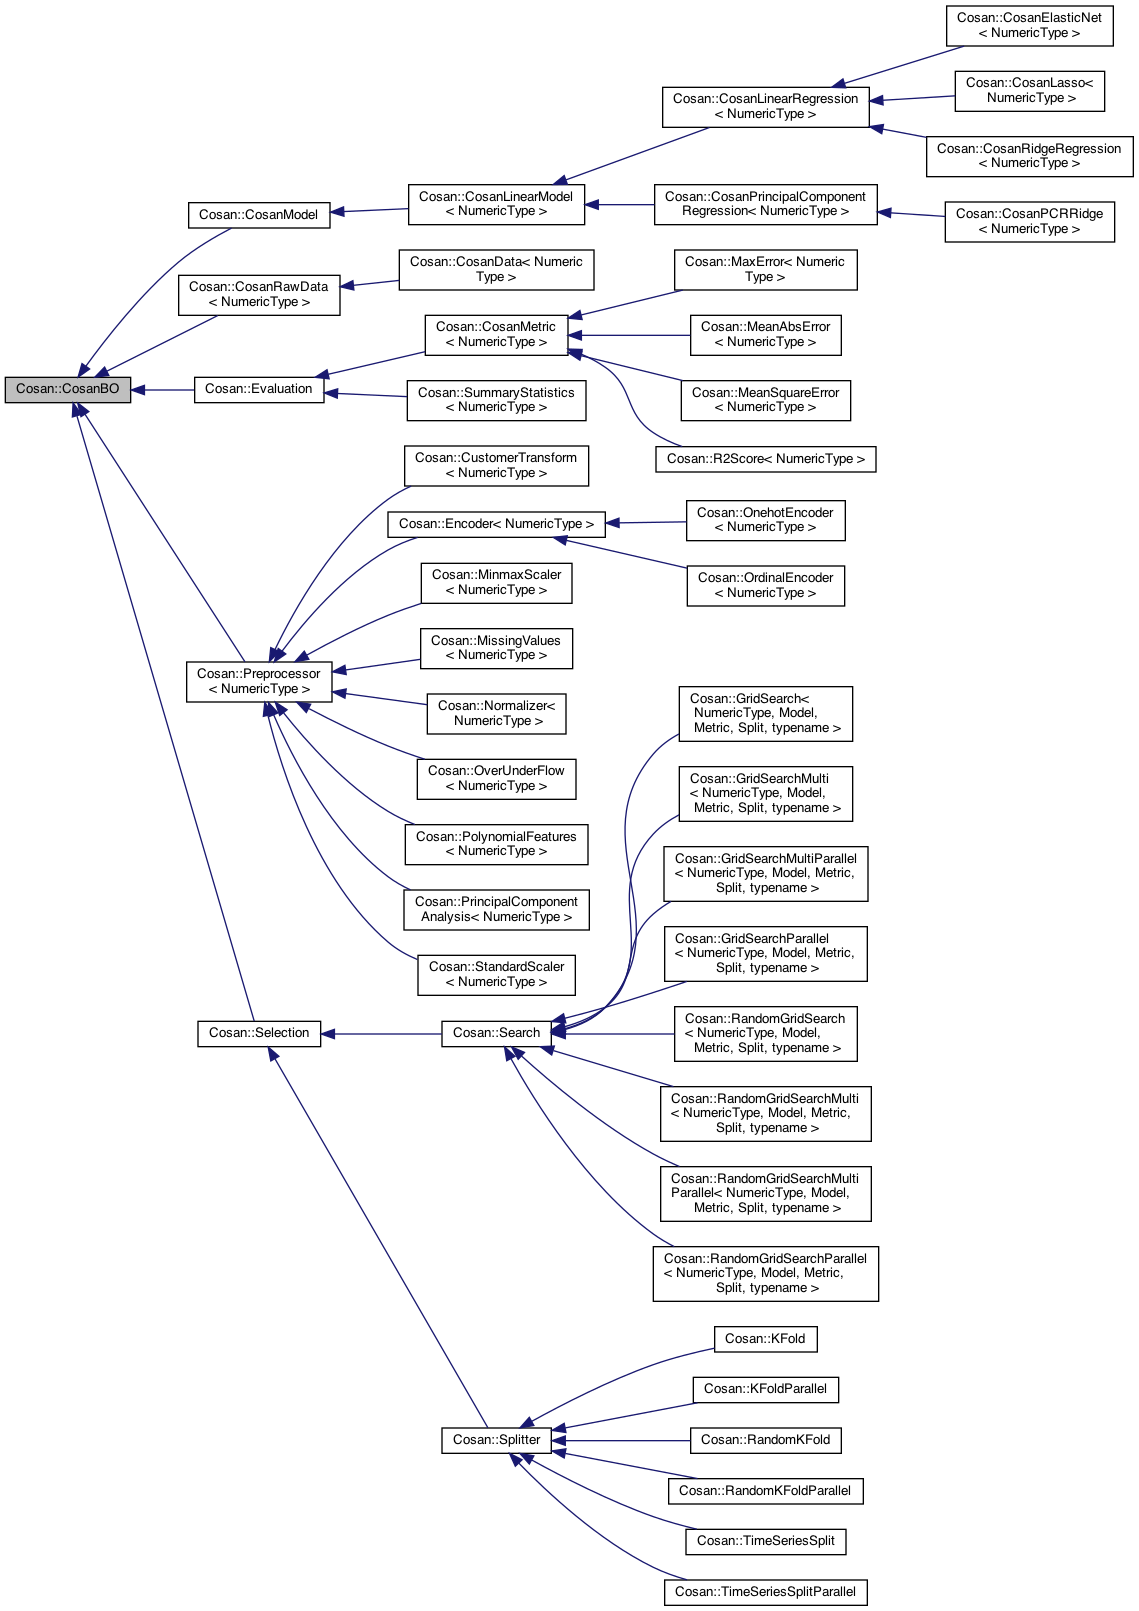 Cosan::CosanElasticNet
< NumericType >
Cosan::CosanLasso<
NumericType >
Cosan::CosanLinearRegression
< NumericType >
Cosan::CosanRidgeRegression
< NumericType >
Cosan::CosanLinearModel
< NumericType >
Cosan::CosanPrincipalComponent
Regression< NumericType >
Cosan::CosanModel
Cosan::CosanPCRRidge
< NumericType >
Cosan::CosanData< Numeric
Type >
Cosan::MaxError< Numeric
Type >
Cosan::CosanRawData
< NumericType >
Cosan::CosanMetric
< NumericType >
Cosan::MeanAbsError
< NumericType >
Cosan::CosanBO
Cosan::Evaluation
Cosan::SummaryStatistics
< NumericType >
Cosan::MeanSquareError
< NumericType >
Cosan::R2Score< NumericType >
Cosan::CustomerTransform
< NumericType >
Cosan::Encoder< NumericType >
Cosan::OnehotEncoder
< NumericType >
Cosan::OrdinalEncoder
< NumericType >
Cosan::MinmaxScaler
< NumericType >
Cosan::MissingValues
< NumericType >
Cosan::Preprocessor
< NumericType >
Cosan::Normalizer<
NumericType >
Cosan::OverUnderFlow
< NumericType >
Cosan::PolynomialFeatures
< NumericType >
Cosan::PrincipalComponent
Analysis< NumericType >
Cosan::StandardScaler
< NumericType >
Cosan::GridSearch<
NumericType, Model,
Metric, Split, typename >
Cosan::GridSearchMulti
< NumericType, Model,
Metric, Split, typename >
Cosan::GridSearchMultiParallel
< NumericType, Model, Metric,
Split, typename >
Cosan::GridSearchParallel
< NumericType, Model, Metric,
Split, typename >
Cosan::Selection
Cosan::Search
Cosan::RandomGridSearch
< NumericType, Model,
Metric, Split, typename >
Cosan::RandomGridSearchMulti
< NumericType, Model, Metric,
Split, typename >
Cosan::RandomGridSearchMulti
Parallel< NumericType, Model,
Metric, Split, typename >
Cosan::RandomGridSearchParallel
< NumericType, Model, Metric,
Split, typename >
Cosan::KFold
Cosan::KFoldParallel
Cosan::Splitter
Cosan::RandomKFold
Cosan::RandomKFoldParallel
Cosan::TimeSeriesSplit
Cosan::TimeSeriesSplitParallel